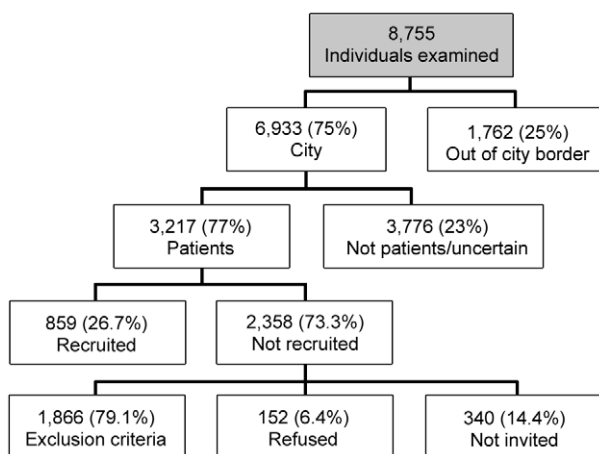 8,755
Individuals examined
6,933 (75%)
City
1,762 (25%)
Out of city border
3,217 (77%)
Patients
3,776 (23%)
Not patients/uncertain
859 (26.7%)
Recruited
2,358 (73.3%)
Not recruited
1,866 (79.1%)
Exclusion criteria
152 (6.4%)
Refused
340 (14.4%)
Not invited